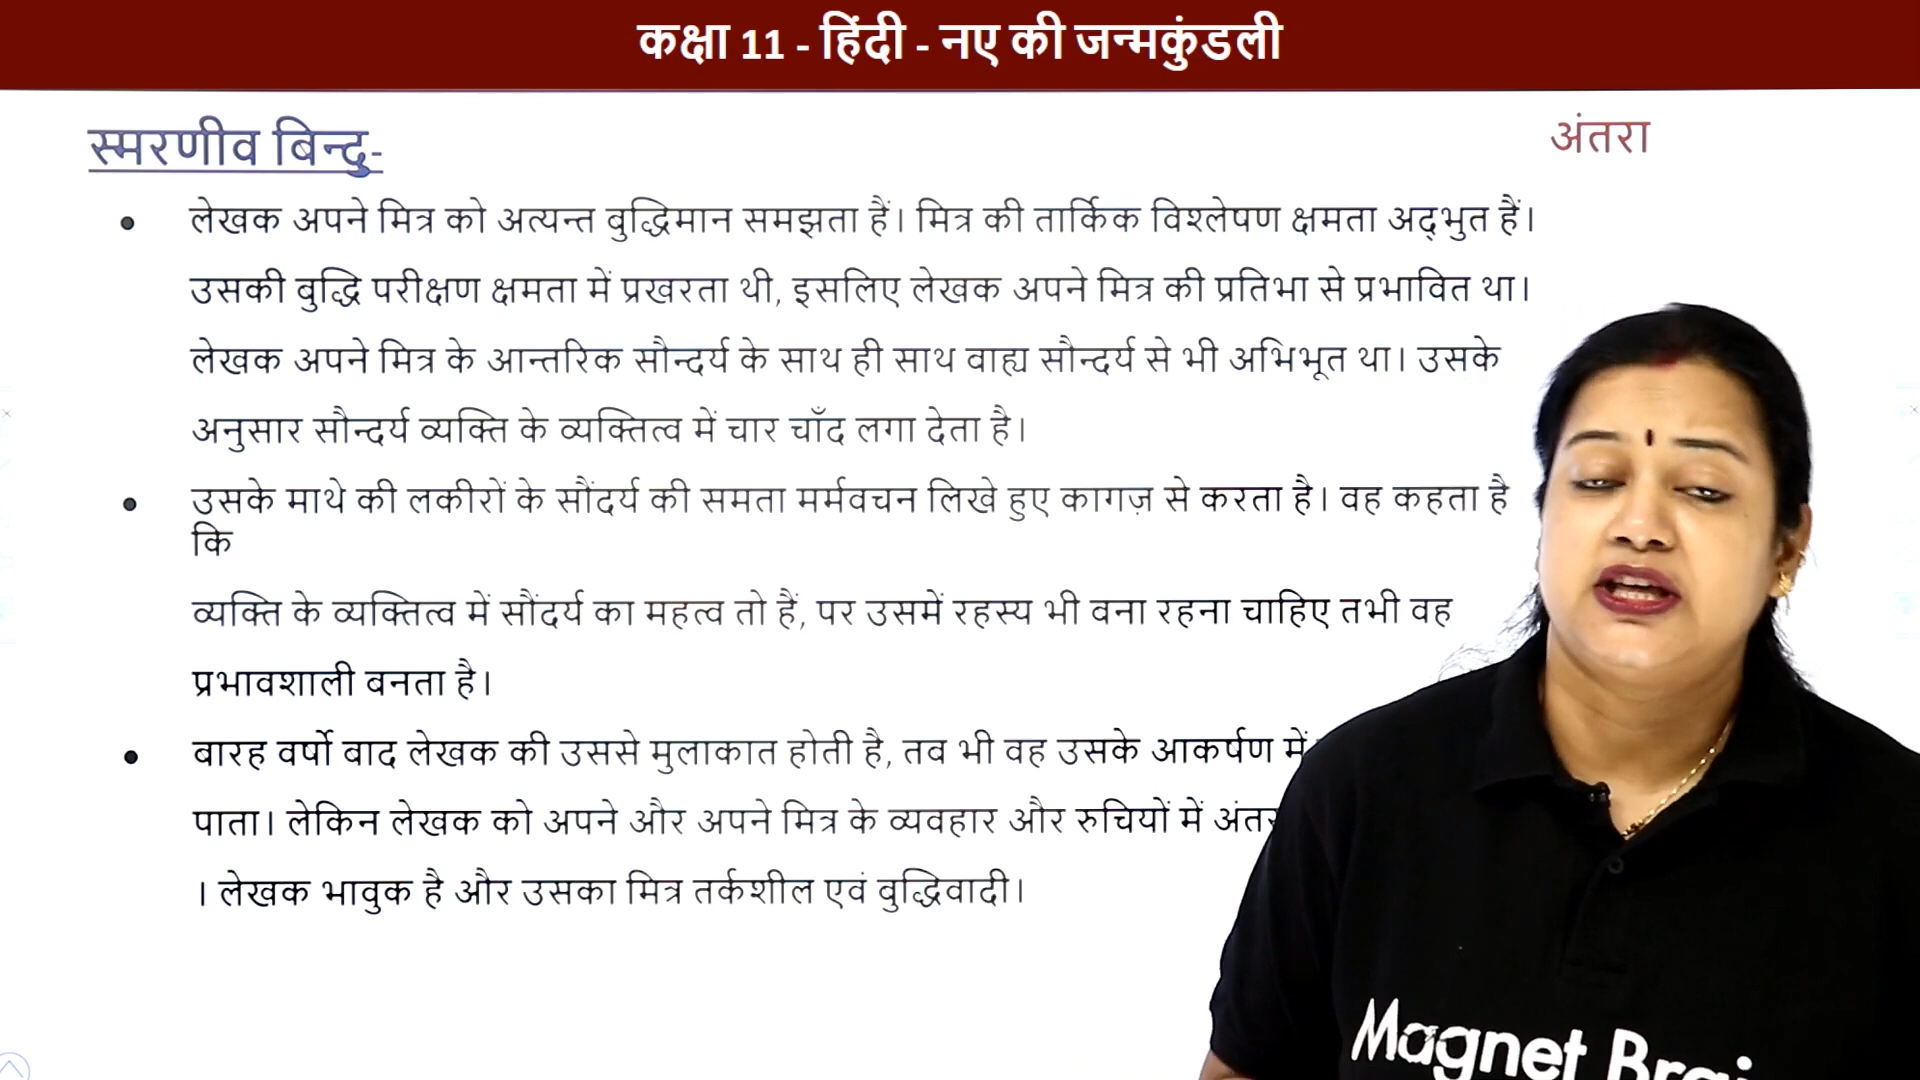 कक्षा 11 - हिंदी - नए की जन्मकुंडली
स्मरणीव बिन्दु-
अंतरा
• लेखक अपने मित्र को अत्यन्त बुद्धिमान समझता हैं। मित्र की तार्किक विश्लेषण क्षमता अद्भुत हैं।
उसकी बुद्धि परीक्षण क्षमता में प्रखरता थी, इसलिए लेखक अपने मित्र की प्रतिभा से प्रभावित था।
लेखक अपने मित्र के आन्तरिक सौन्दर्य के साथ ही साथ वाह्य सौन्दर्य से भी अभिभूत था। उसके
अनुसार सौन्दर्य व्यक्ति के व्यक्तित्व में चार चाँद लगा देता है।
• उसके माथे की लकीरों के सौंदर्य की समता मर्मवचन लिखे हुए कागज़ से करता है। वह कहता है
कि
व्यक्ति के व्यक्तित्व में सौंदर्य का महत्व तो हैं, पर उसमें रहस्य भी वना रहना चाहिए तभी वह
प्रभावशाली बनता है।
• बारह वर्षो बाद लेखक की उससे मुलाकात होती है, तव भी वह उसके आकर्षण में
पाता। लेकिन लेखक को अपने और अपने मित्र के व्यवहार और रुचियों में
। लेखक भावुक है और उसका मित्र तर्कशील एवं बुद्धिवादी।
Magnet